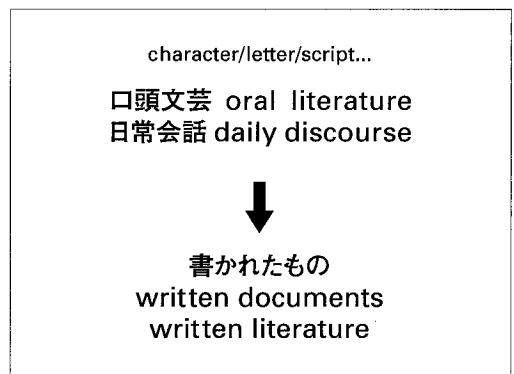 character/letter/script...
口頭文芸 oral literature
日常会話 daily discourse
書かれたもの
written documents
written literature